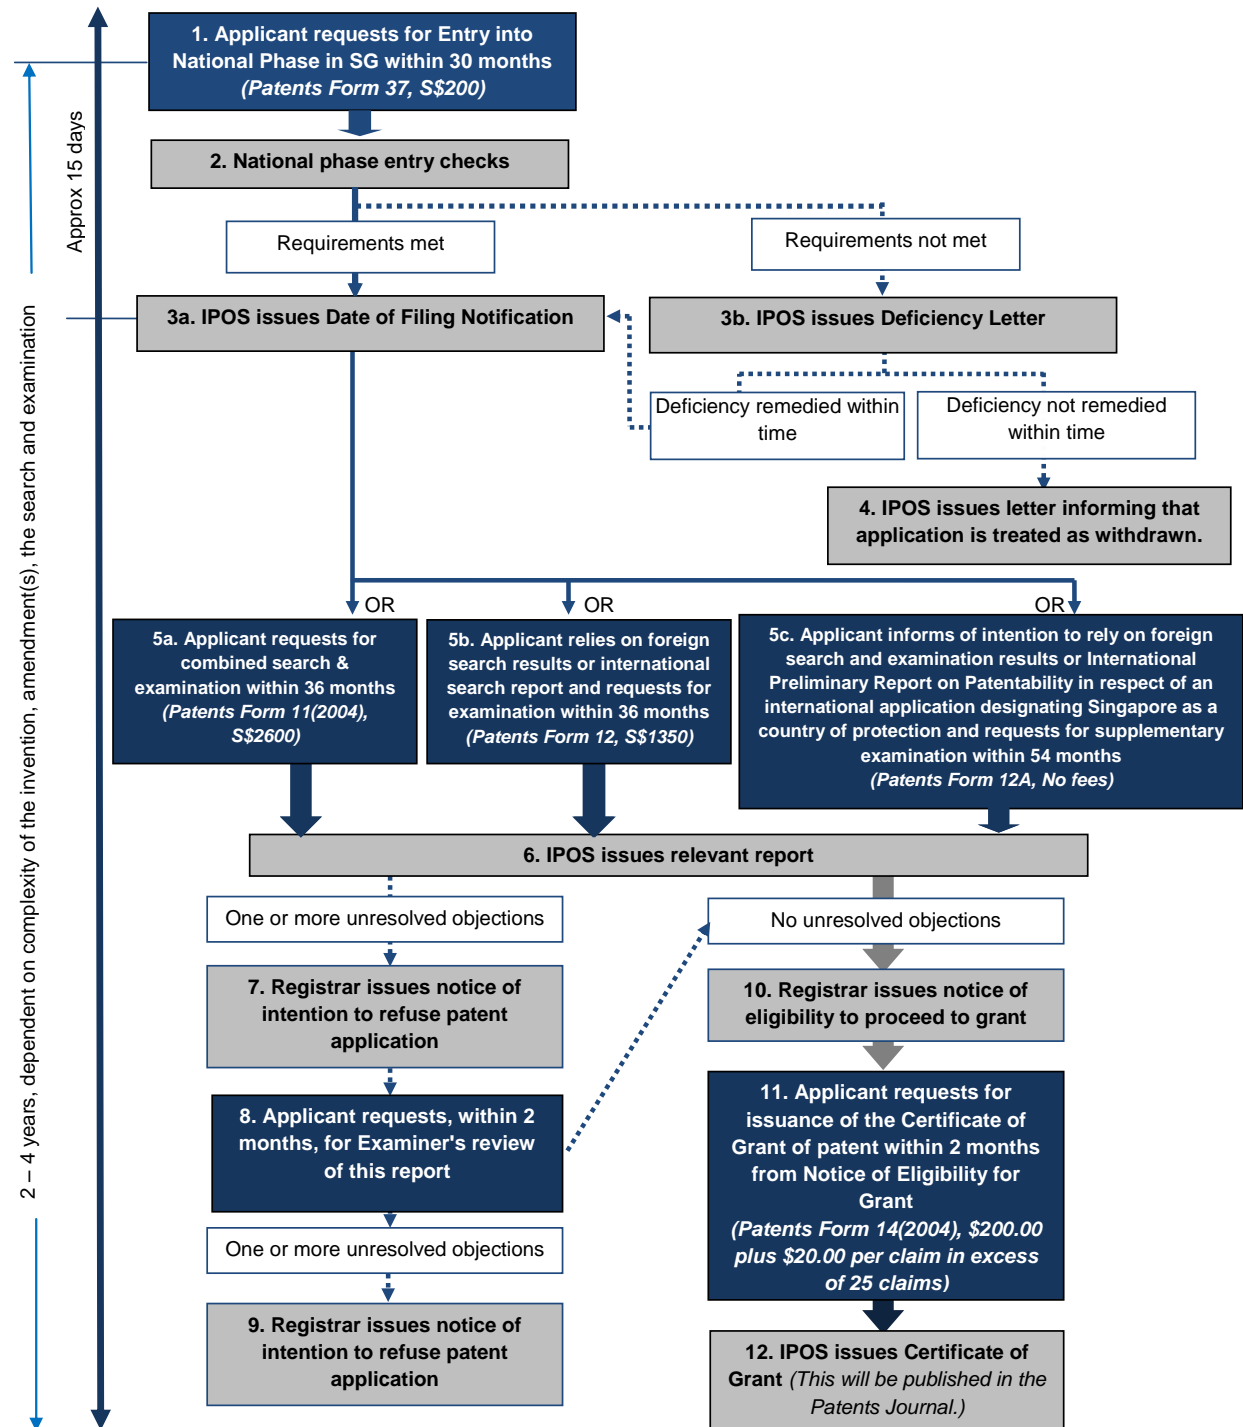 1. Applicant requests for Entry into
National Phase in SG within 30 months
(Patents Form 37, S$200)
Approx 15 days
2. National phase entry checks
Requirements met
Requirements not met
3a. IPOS issues Date of Filing Notification
3b. IPOS issues Deficiency Letter
Deficiency remedied within
time
Deficiency not remedied
within time
4. IPOS issues letter informing that
application is treated as withdrawn.
2 – 4 years, dependent on complexity of the invention, amendment(s), the search and examination
OR
OR
OR
5a. Applicant requests for
combined search &
examination within 36 months
(Patents Form 11(2004),
S$2600)
5b. Applicant relies on foreign
search results or international
search report and requests for
examination within 36 months
(Patents Form 12, S$1350)
5c. Applicant informs of intention to rely on foreign
search and examination results or International
Preliminary Report on Patentability in respect of an
international application designating Singapore as a
country of protection and requests for supplementary
examination within 54 months
(Patents Form 12A, No fees)
6. IPOS issues relevant report
One or more unresolved objections
No unresolved objections
7. Registrar issues notice of
intention to refuse patent
application
10. Registrar issues notice of
eligibility to proceed to grant
8. Applicant requests, within 2
months, for Examiner's review
of this report
11. Applicant requests for
issuance of the Certificate of
Grant of patent within 2 months
from Notice of Eligibility for
Grant
(Patents Form 14(2004), $200.00
plus $20.00 per claim in excess
of 25 claims)
One or more unresolved objections
9. Registrar issues notice of
intention to refuse patent
application
12. IPOS issues Certificate of
Grant (This will be published in the
Patents Journal.)